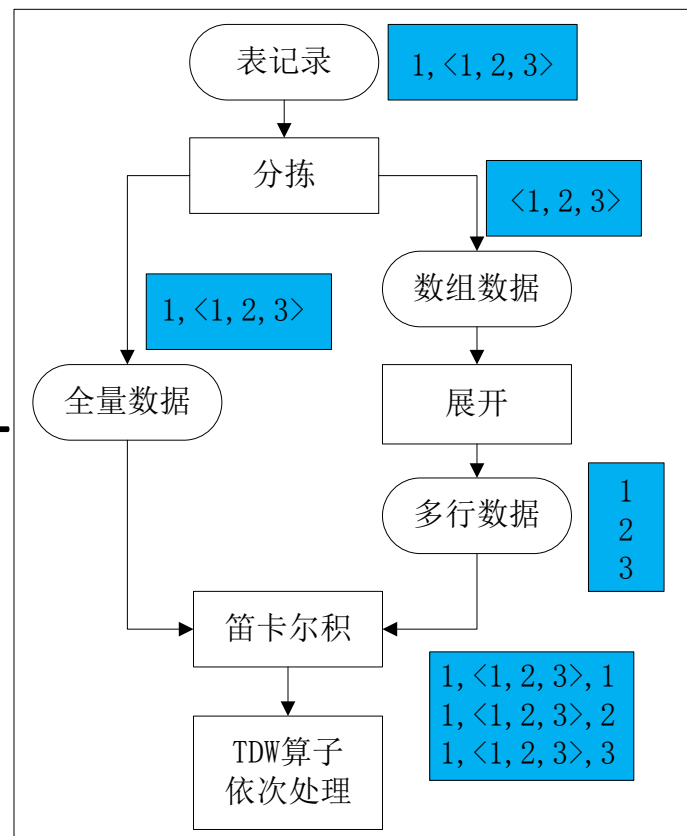 表记录
1,<1,2,3>
分拣
<1,2,3>
数组数据
1,<1,2,3>
全量数据
展开
多行数据
1
2
3
笛卡尔积
1,<1,2,3>,1
1,<1,2,3>,2
1,<1,2,3>,3
TDW算子
依次处理